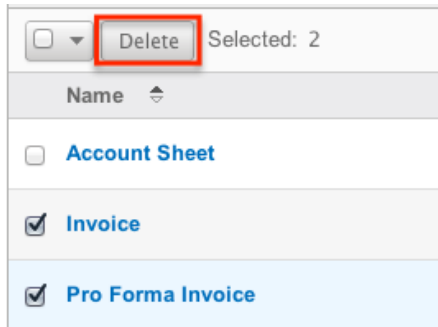 Delete Selected: 2
Name
Account Sheet
Invoice
Pro Forma Invoice